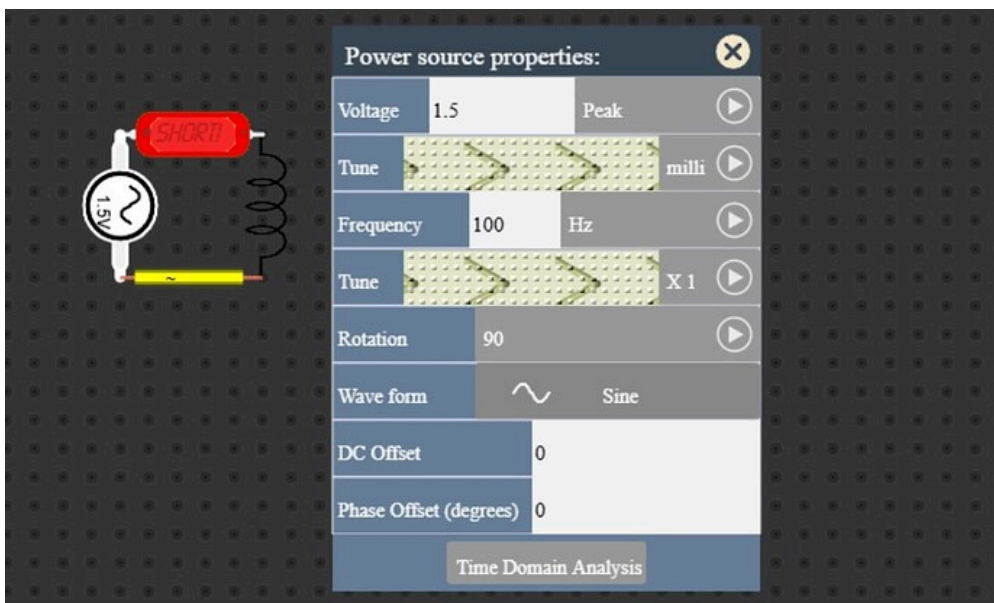 Power source properties:
Voltage 1.5 Peak
Tune milli
Frequency 100 Hz
Tune X 1
Rotation 90
Wave form Sine
DC Offset 0
Phase Offset (degrees) 0
Time Domain Analysis
SHORT!
1.5V